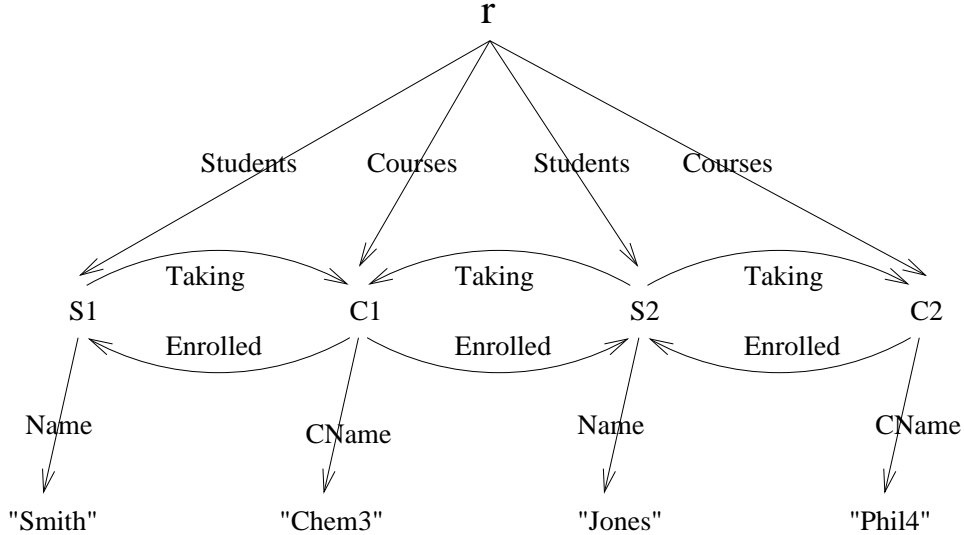 r
Students Courses Students Courses
Taking Taking Taking
S1 C1 S2 C2
Enrolled Enrolled Enrolled
Name CName Name CName
"Smith" "Chem3" "Jones" "Phil4"